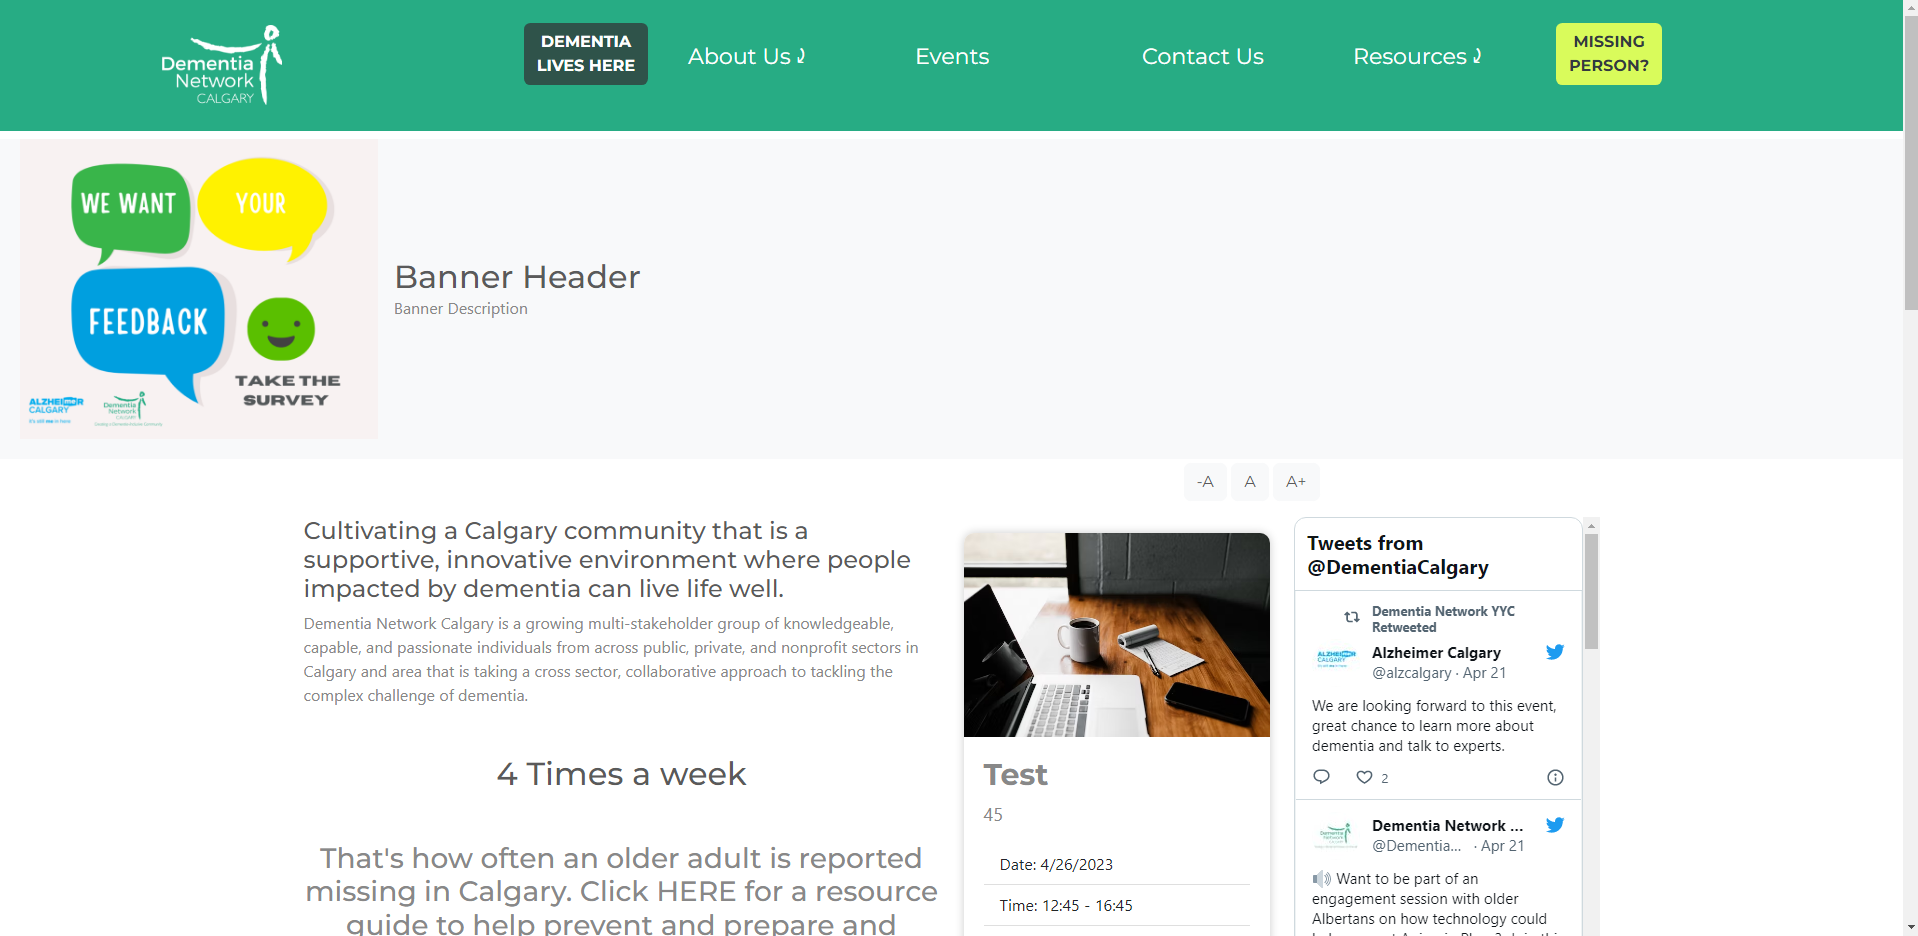 Dementia
Network
CALGARY
DEMENTIA
LIVES HERE
About Us
Events
Contact Us
Resources
MISSING
PERSON?
WE WANT
YOUR
FEEDBACK
TAKE THE
SURVEY
ALZHEIMER
CALGARY
It's still me in here.
Dementia
Network
CALGARY
Banner Header
Banner Description
-A
A
A+
Cultivating a Calgary community that is a
supportive, innovative environment where people
impacted by dementia can live life well.
Dementia Network Calgary is a growing multi-stakeholder group of knowledgeable,
capable, and passionate individuals from across public, private, and nonprofit sectors in
Calgary and area that is taking a cross sector, collaborative approach to tackling the
complex challenge of dementia.
4 Times a week
That's how often an older adult is reported
missing in Calgary. Click HERE for a resource
guide to help prevent and prepare and
Test
45
Date: 4/26/2023
Time: 12:45 - 16:45
Tweets from
@DementiaCalgary
Dementia Network YYC
Retweeted
ALZHEIMER
CALGARY
Alzheimer Calgary
@alzcalgary · Apr 21
We are looking forward to this event,
great chance to learn more about
dementia and talk to experts.
2
Dementia Network ...
@Dementia... · Apr 21
Want to be part of an
engagement session with older
Albertans on how technology could